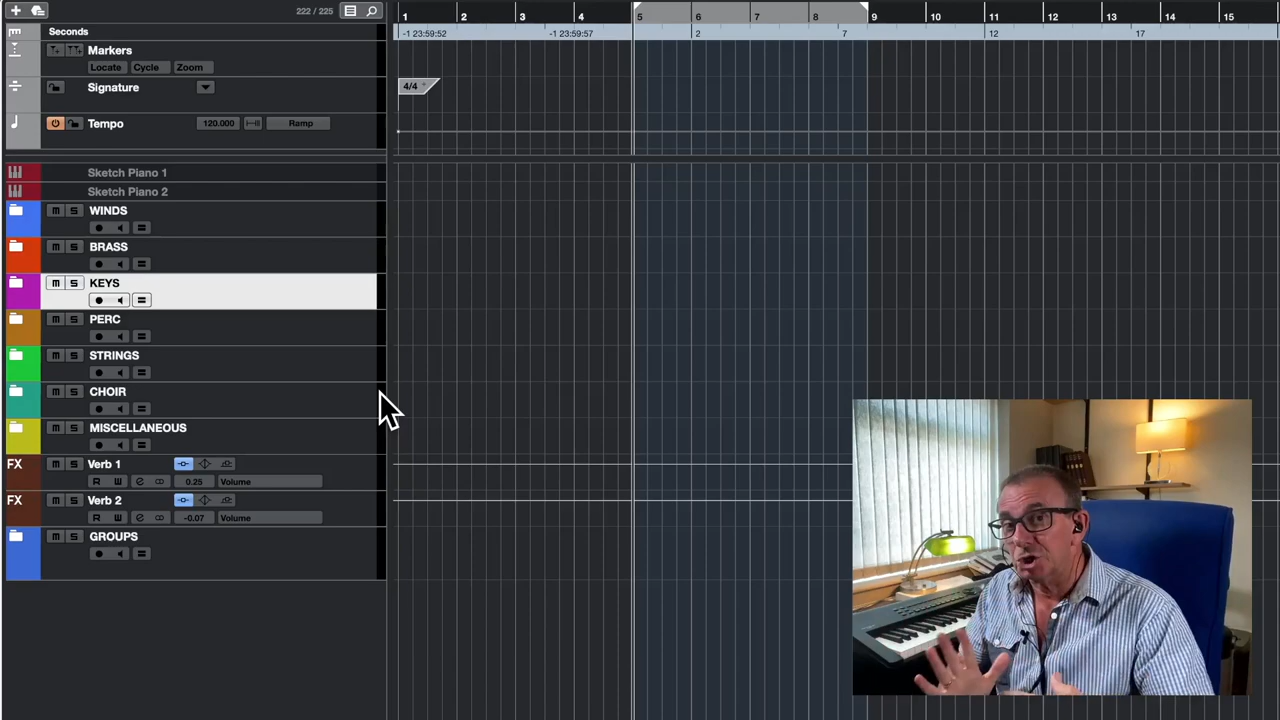 222 / 225
1 2 3 4 5 6 7 8 9 10 11 12 13 14 15
Seconds
-1 23:59:52 -1 23:59:57 2 7 12 17
Markers
Locate Cycle Zoom
Signature
4/4
Tempo 120.000 Ramp
Sketch Piano 1
Sketch Piano 2
m S WINDS
m S BRASS
m S KEYS
m S PERC
m S STRINGS
m S CHOIR
m S MISCELLANEOUS
FX m S Verb 1
R W e 0.25 Volume
FX m S Verb 2
R W e -0.07 Volume
m S GROUPS